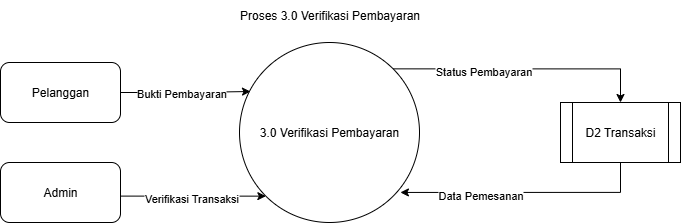 Proses 3.0 Verifikasi Pembayaran
Status Pembayaran
Pelanggan
Bukti Pembayaran
3.0 Verifikasi Pembayaran
D2 Transaksi
Admin
Verifikasi Transaksi
Data Pemesanan